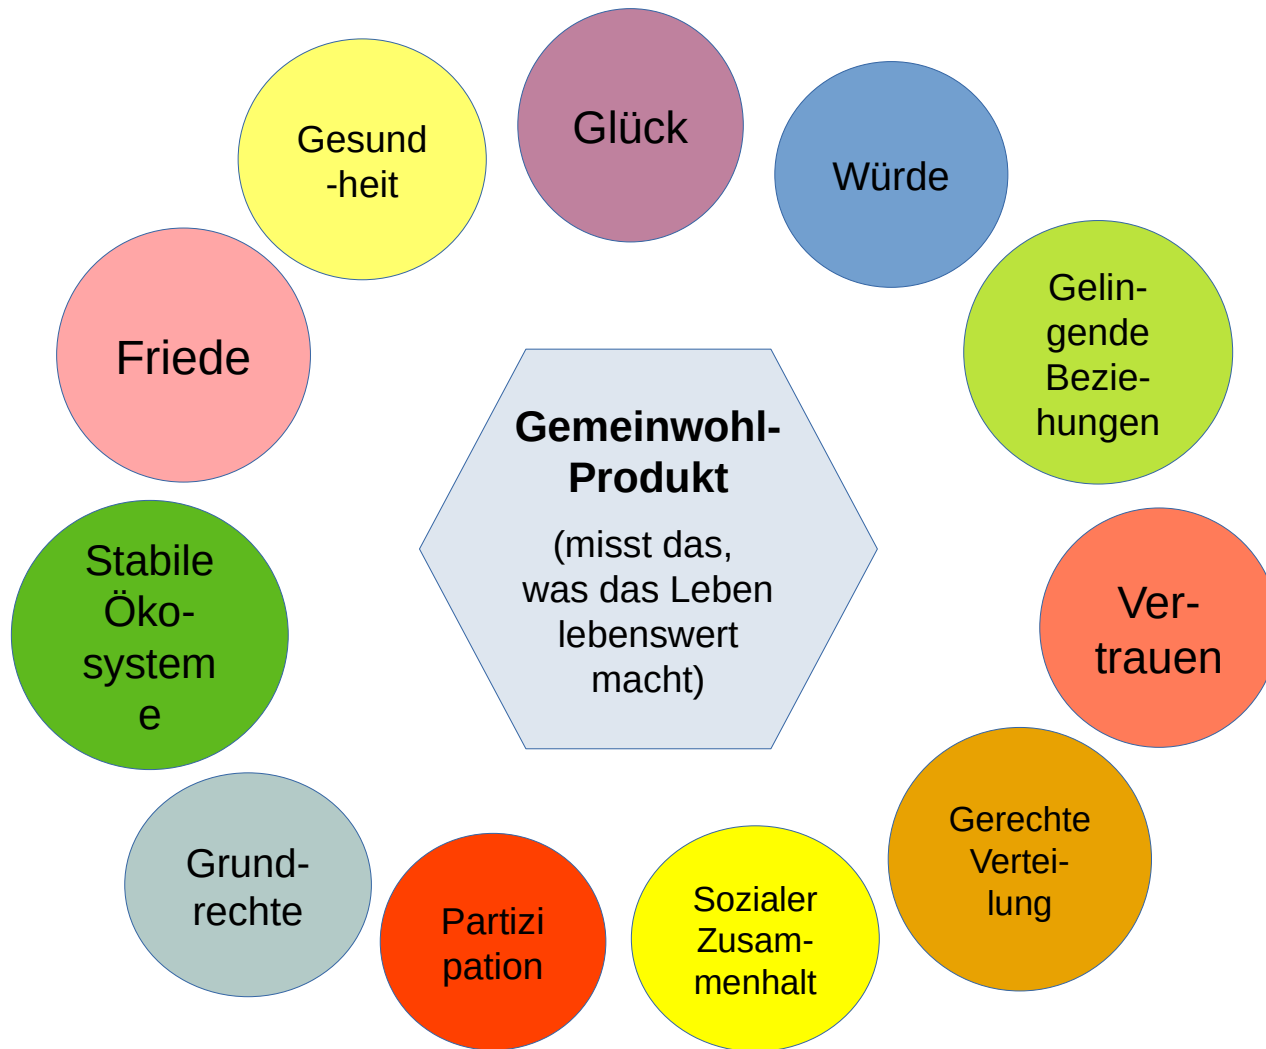 Glück
Würde
Gelin-
gende
Bezie-
hungen
Ver-
trauen
Gerechte
Vertei-
lung
Sozialer
Zusam-
menhalt
Partizi
pation
Grund-
rechte
Stabile
Öko-
system
e
Friede
Gesund
-heit
Gemeinwohl-
Produkt
(misst das,
was das Leben
lebenswert
macht)